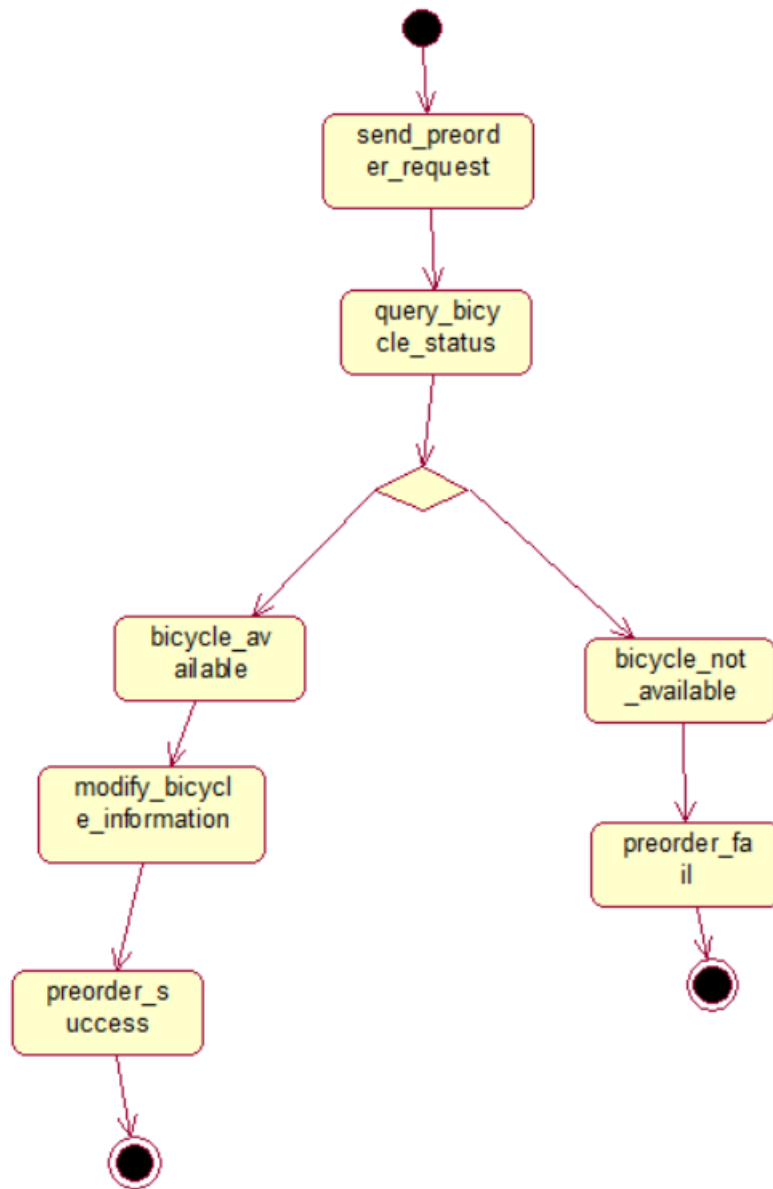 send_preord
er_request
query_bicy
cle_status
bicycle_av
ailable
bicycle_not
_available
modify_bicycl
e_information
preorder_fa
il
preorder_s
uccess